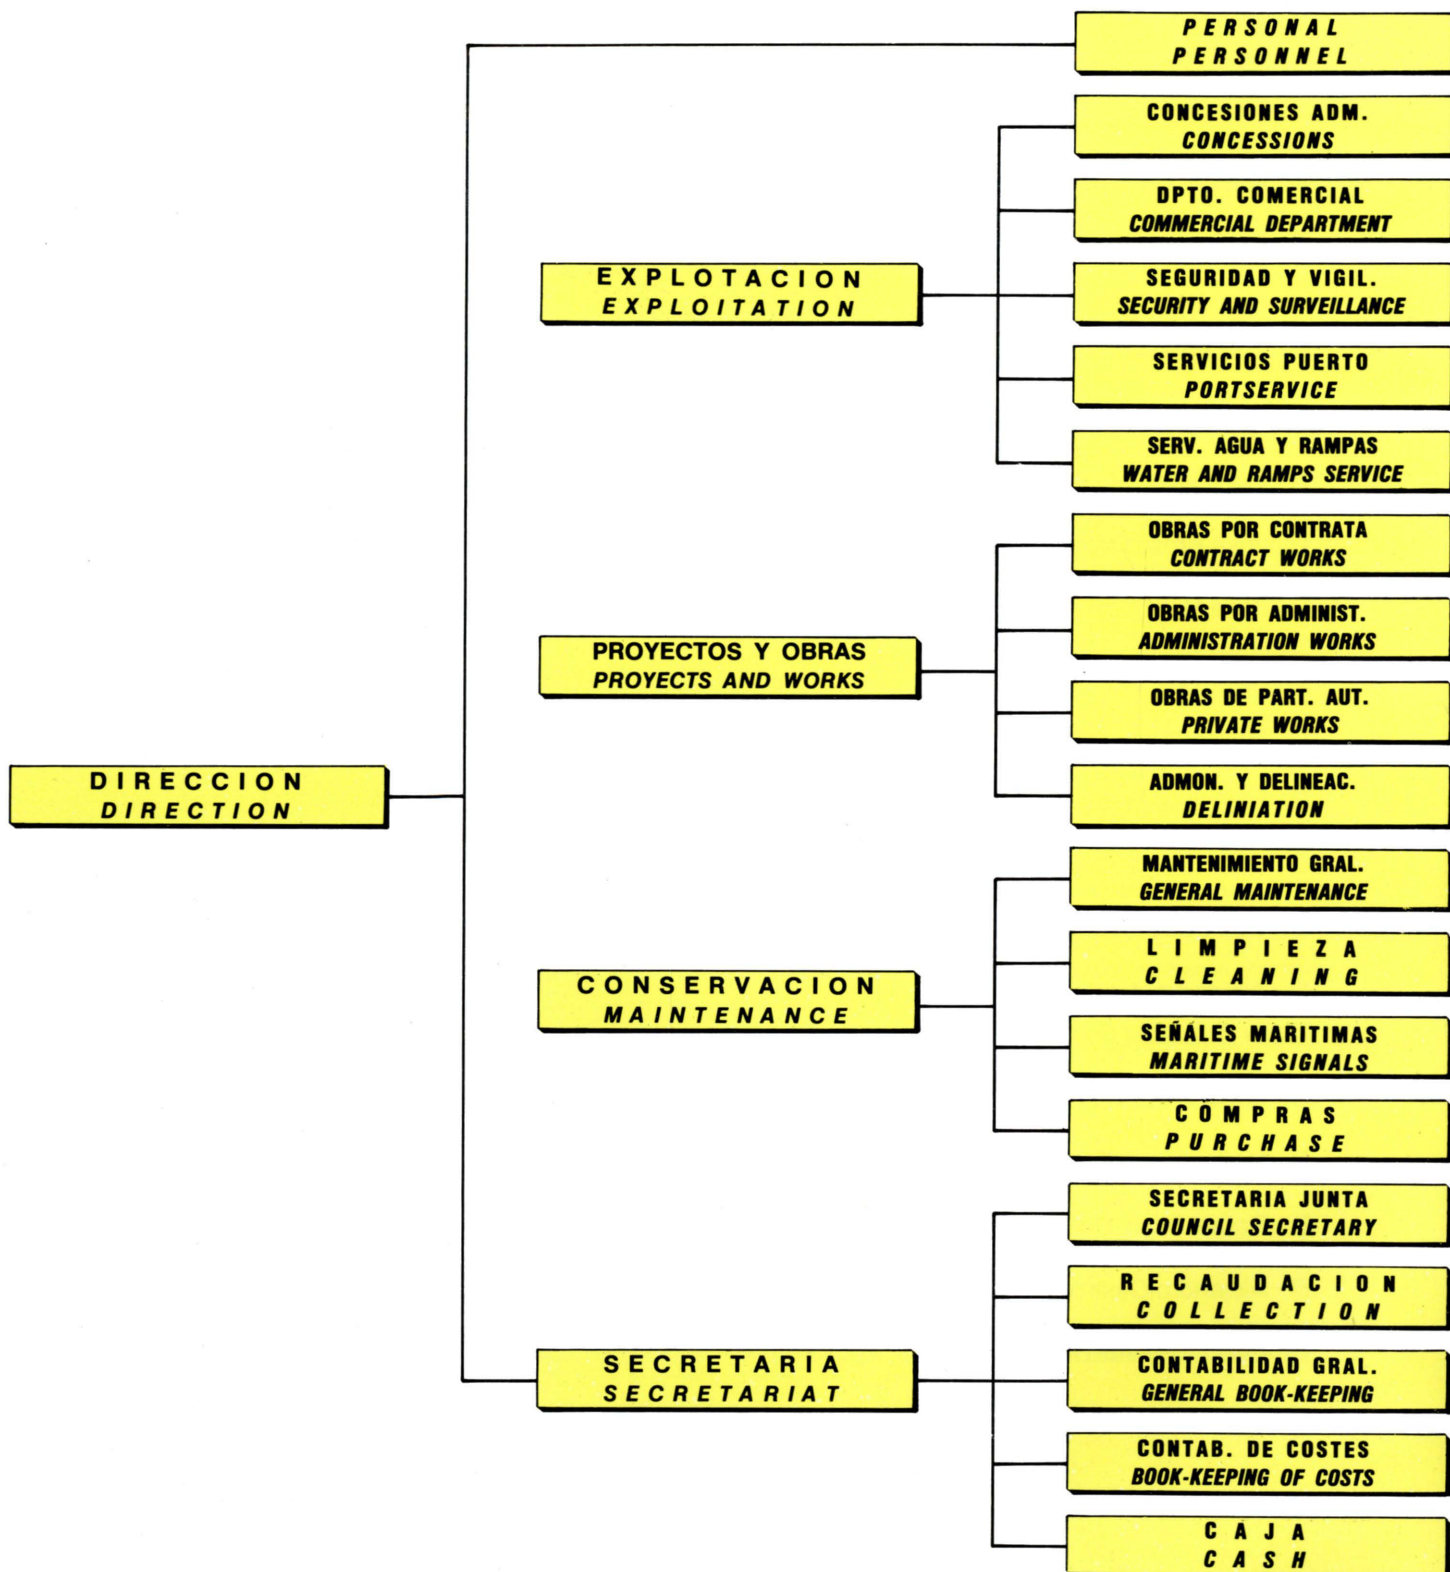 PERSONAL
PERSONNEL
CONCESIONES ADM.
CONCESSIONS
DPTO. COMERCIAL
COMMERCIAL DEPARTMENT
EXPLOTACION
EXPLOITATION
SEGURIDAD Y VIGIL.
SECURITY AND SURVEILLANCE
SERVICIOS PUERTO
PORTSERVICE
SERV. AGUA Y RAMPAS
WATER AND RAMPS SERVICE
OBRAS POR CONTRATA
CONTRACT WORKS
OBRAS POR ADMINIST.
ADMINISTRATION WORKS
PROYECTOS Y OBRAS
PROYECTS AND WORKS
OBRAS DE PART. AUT.
PRIVATE WORKS
DIRECCION
DIRECTION
ADMON. Y DELINEAC.
DELINIATION
MANTENIMIENTO GRAL.
GENERAL MAINTENANCE
LIMPIEZA
CLEANING
CONSERVACION
MAINTENANCE
SEÑALES MARITIMAS
MARITIME SIGNALS
COMPRAS
PURCHASE
SECRETARIA JUNTA
COUNCIL SECRETARY
RECAUDACION
COLLECTION
SECRETARIA
SECRETARIAT
CONTABILIDAD GRAL.
GENERAL BOOK-KEEPING
CONTAB. DE COSTES
BOOK-KEEPING OF COSTS
CAJA
CASH